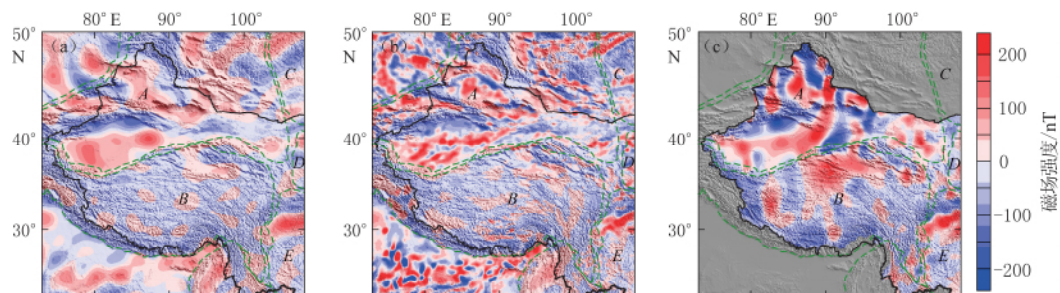 80° E 90° 100° 80° E 90° 100° 80° E 90° 100°
50° 50° 50°
N N N
(a) (b) (c)
C C C
A A A
40° 40° 40°
D D D
B B B
30° 30° 30°
E E E
200
100
0
-100
-200
磁场强度/nT